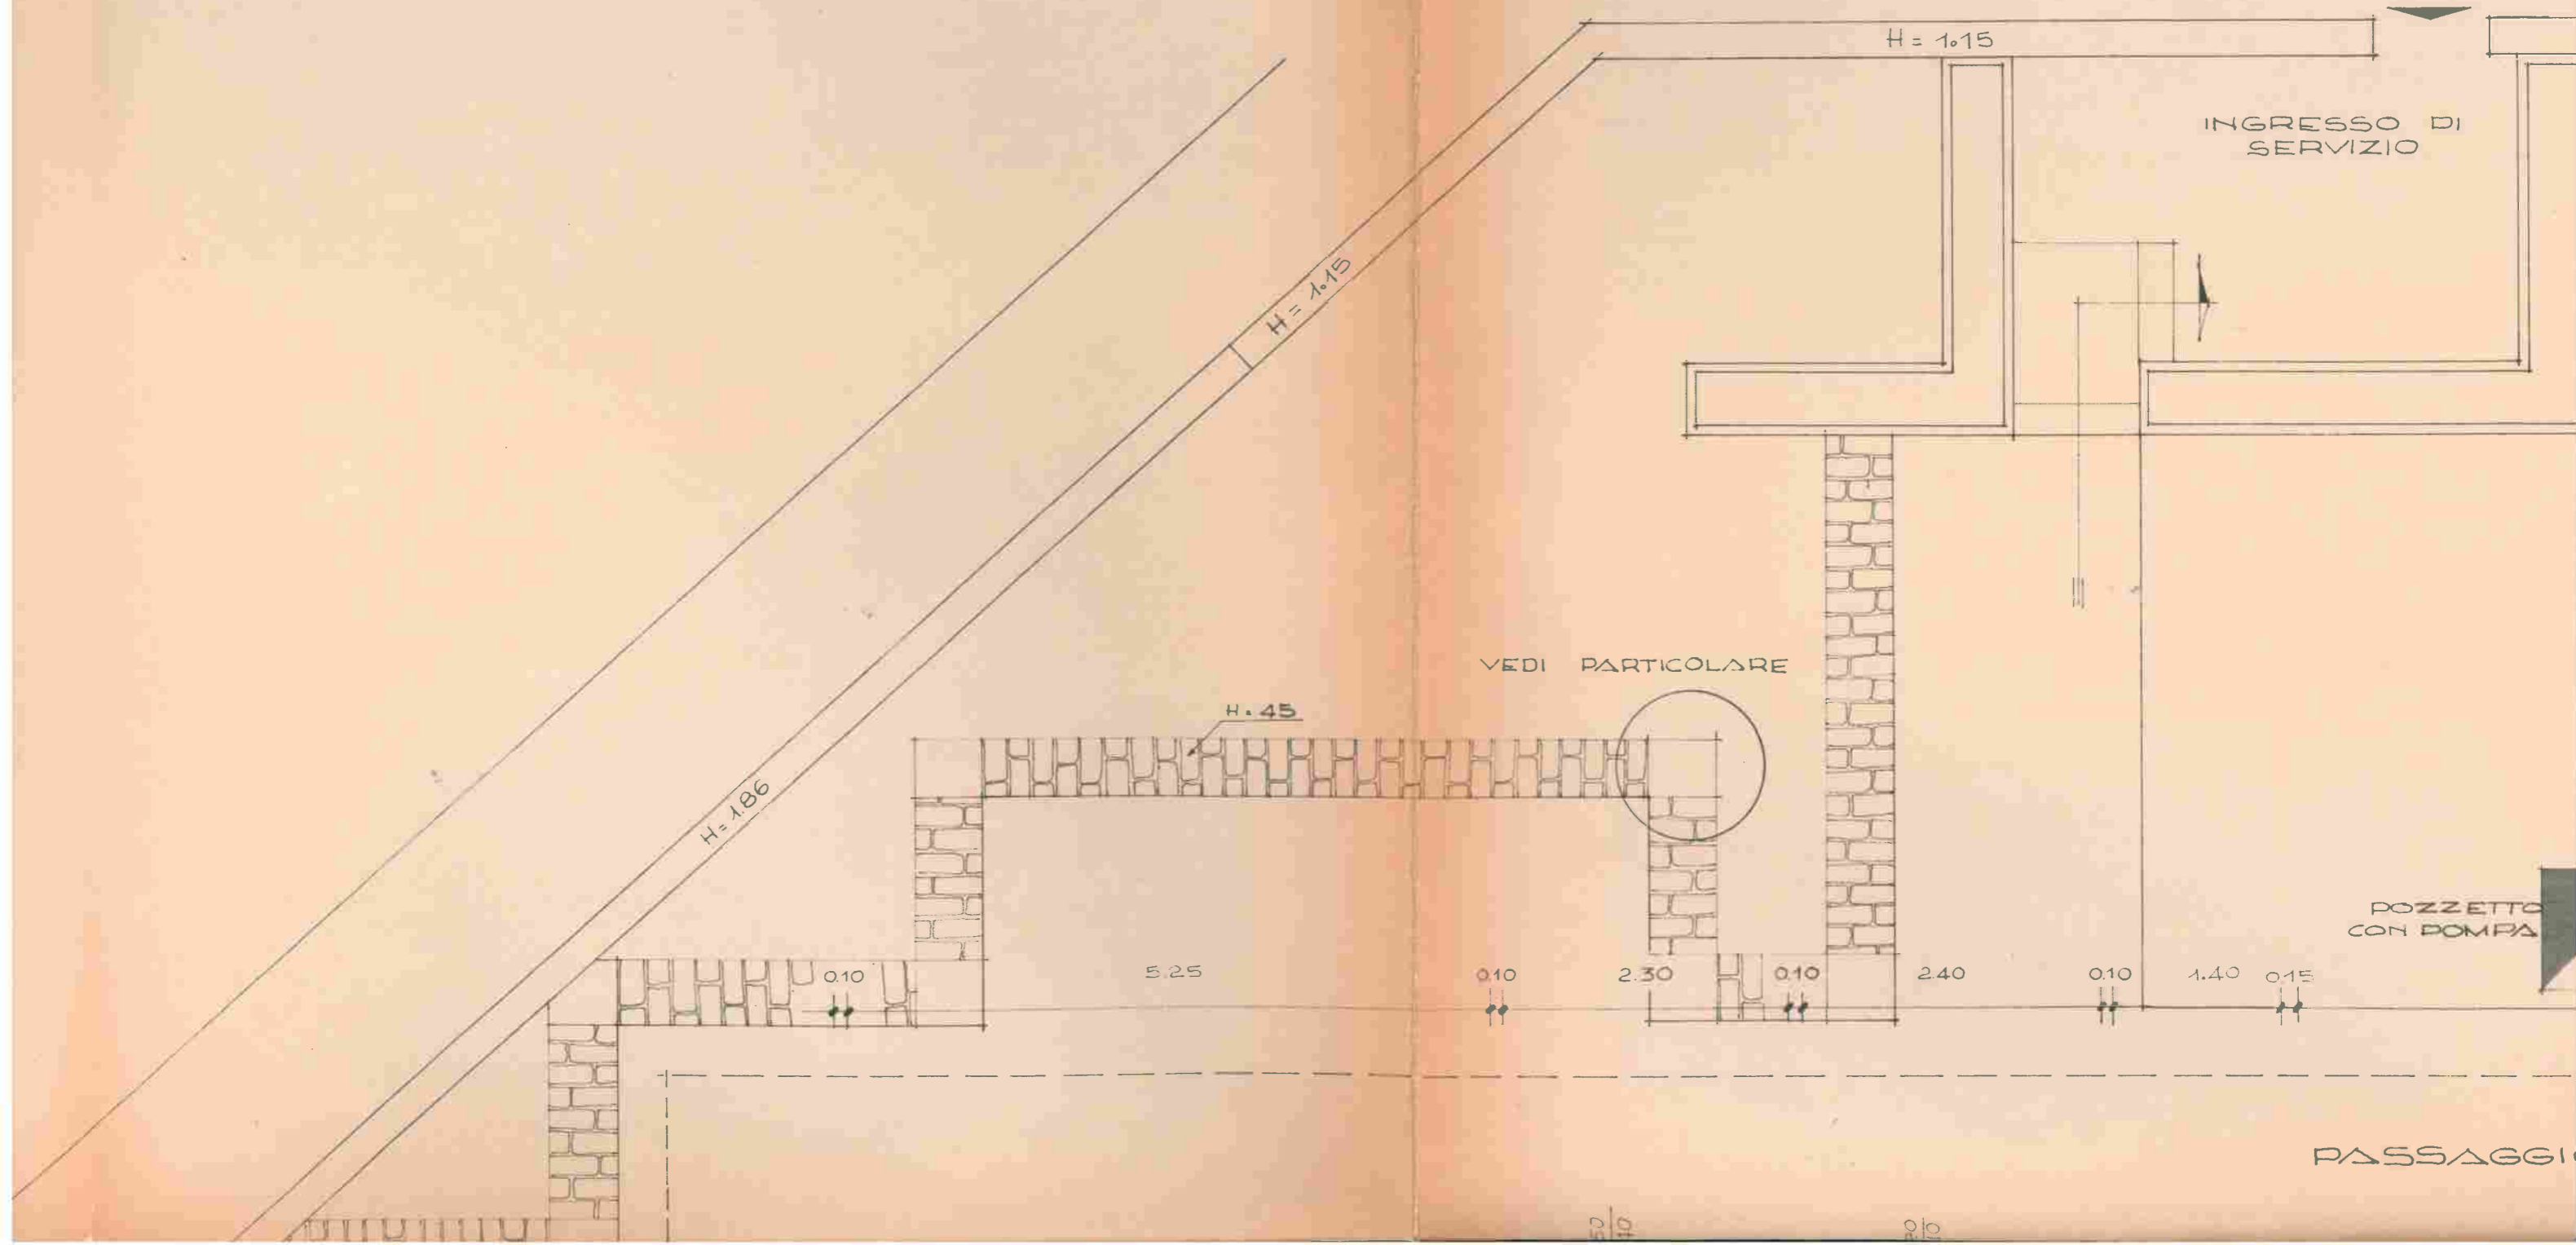 H = 1.15
INGRESSO DI
SERVIZIO
H = 1.15
VEDI PARTICOLARE
H. 45
H = 1.86
POZZETTO
CON POMPA
0.10 5.25 0.10 2.30 0.10 2.40 0.10 1.40 0.15
PASSAGGI